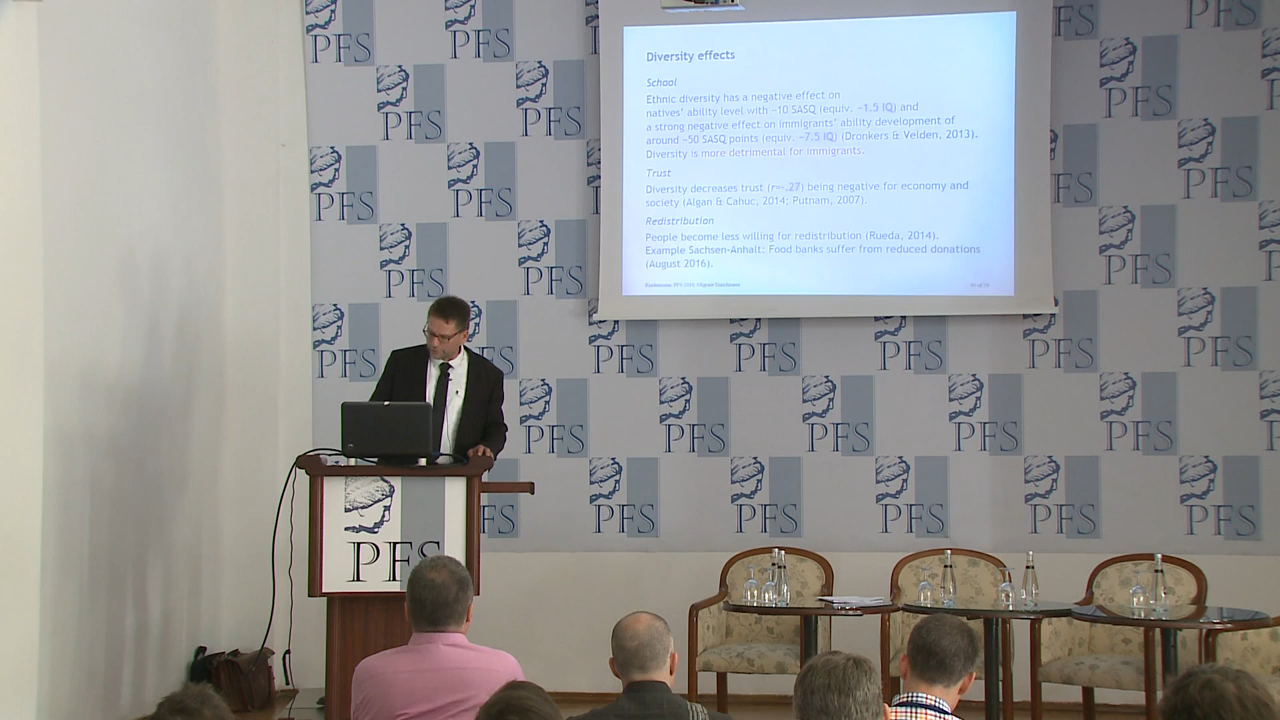 Diversity effects
School
Ethnic diversity has a negative effect on
natives' ability level with −10 SASQ (equiv. −1.5 IQ) and
a strong negative effect on immigrants' ability development of
around −50 SASQ points (equiv. −7.5 IQ) (Dronkers & Velden, 2013).
Diversity is more detrimental for immigrants.
Trust
Diversity decreases trust (r=-.27) being negative for economy and
society (Algan & Cahuc, 2014; Putnam, 2007).
Redistribution
People become less willing for redistribution (Rueda, 2014).
Example Sachsen-Anhalt: Food banks suffer from reduced donations
(August 2016).
PFS